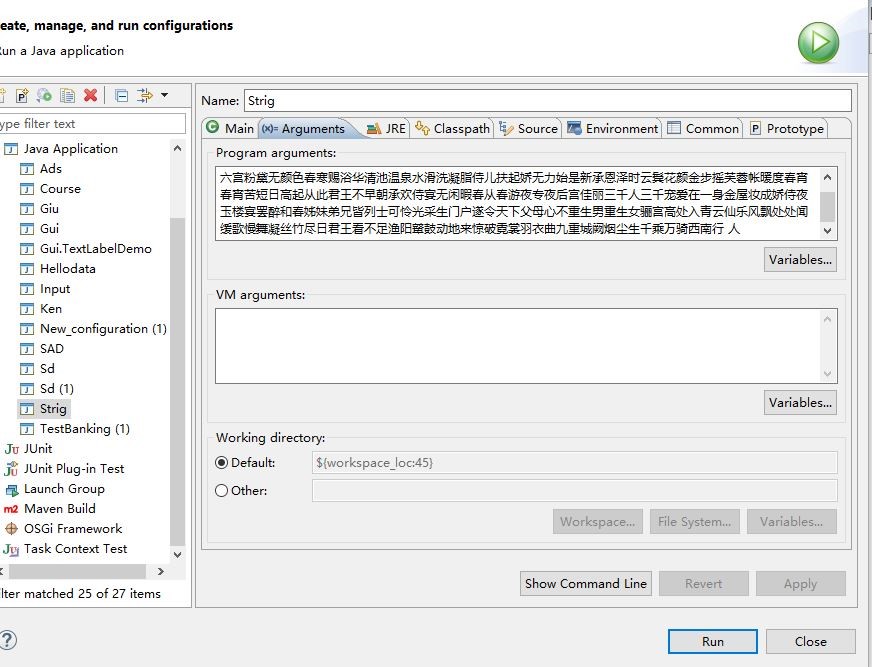 eate, manage, and run configurations
Run a Java application
ype filter text
Java Application
Ads
Course
Giu
Gui
Gui.TextLabelDemo
Hellodata
Input
Ken
New_configuration (1)
SAD
Sd
Sd (1)
Strig
TestBanking (1)
JUnit
JUnit Plug-in Test
Launch Group
Maven Build
OSGi Framework
Task Context Test
lter matched 25 of 27 items
Name: Strig
Main (x)= Arguments JRE Classpath Source Environment Common Prototype
Program arguments:
六宫粉黛无颜色春寒赐浴华清池温泉水滑洗凝脂侍儿扶起娇无力始是新承恩泽时云鬓花颜金步摇芙蓉帐暖度春宵
春宵苦短日高起从此君王不早朝承欢侍宴无闲暇春从春游夜专夜后宫佳丽三千人三千宠爱在一身金屋妆成娇侍夜
玉楼宴罢醉和春姊妹弟兄皆列士可怜光采生门户遂令天下父母心不重生男重生女骊宫高处入青云仙乐风飘处处闻
缓歌慢舞凝丝竹尽日君王看不足渔阳鼙鼓动地来惊破霓裳羽衣曲九重城阙烟尘生千乘万骑西南行 人
Variables...
VM arguments:
Variables...
Working directory:
Default: ${workspace_loc:45}
Other:
Workspace... File System... Variables...
Show Command Line Revert Apply
Run Close